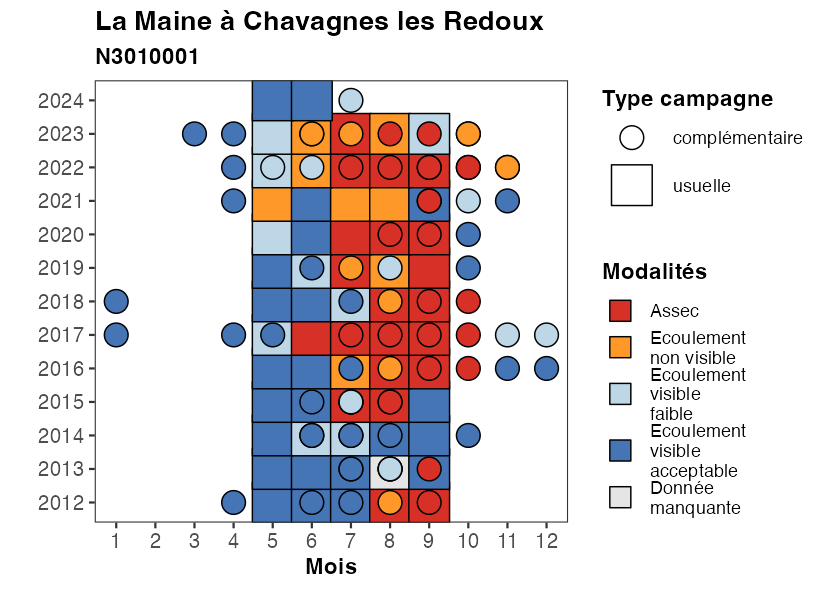 La Maine à Chavagnes les Redoux
N3010001
2024
2023
2022
2021
2020
2019
2018
2017
2016
2015
2014
2013
2012
1 2 3 4 5 6 7 8 9 10 11 12
Mois
Type campagne
complémentaire
usuelle
Modalités
Assec
Ecoulement
non visible
Ecoulement
visible
faible
Ecoulement
visible
acceptable
Donnée
manquante